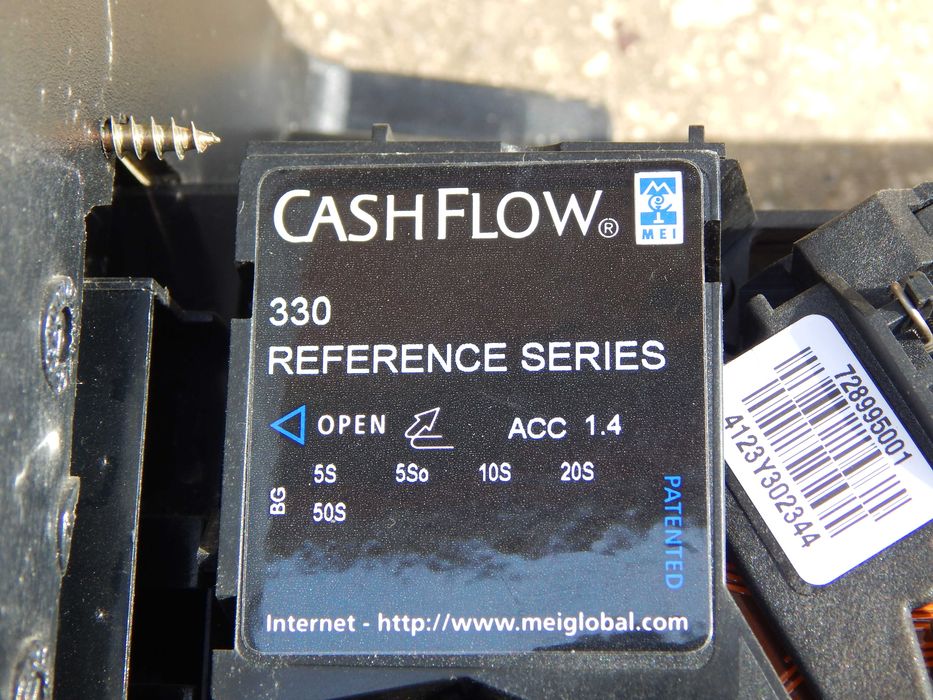 CASHFLOW®
MEI
MEI
330
REFERENCE SERIES
OPEN ACC 1.4
BG
5S 5So 10S 20S
50S
PATENTED
Internet - http://www.meiglobal.com
728995001
4123Y302344